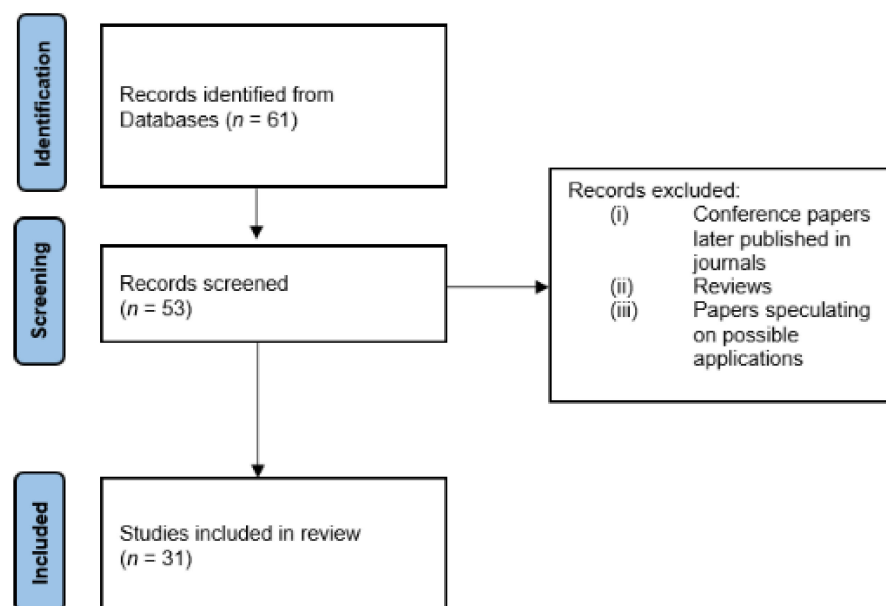 Identification
Records identified from
Databases (n = 61)
Screening
Records screened
(n = 53)
Records excluded:
(i) Conference papers
later published in
journals
(ii) Reviews
(iii) Papers speculating
on possible
applications
Included
Studies included in review
(n = 31)